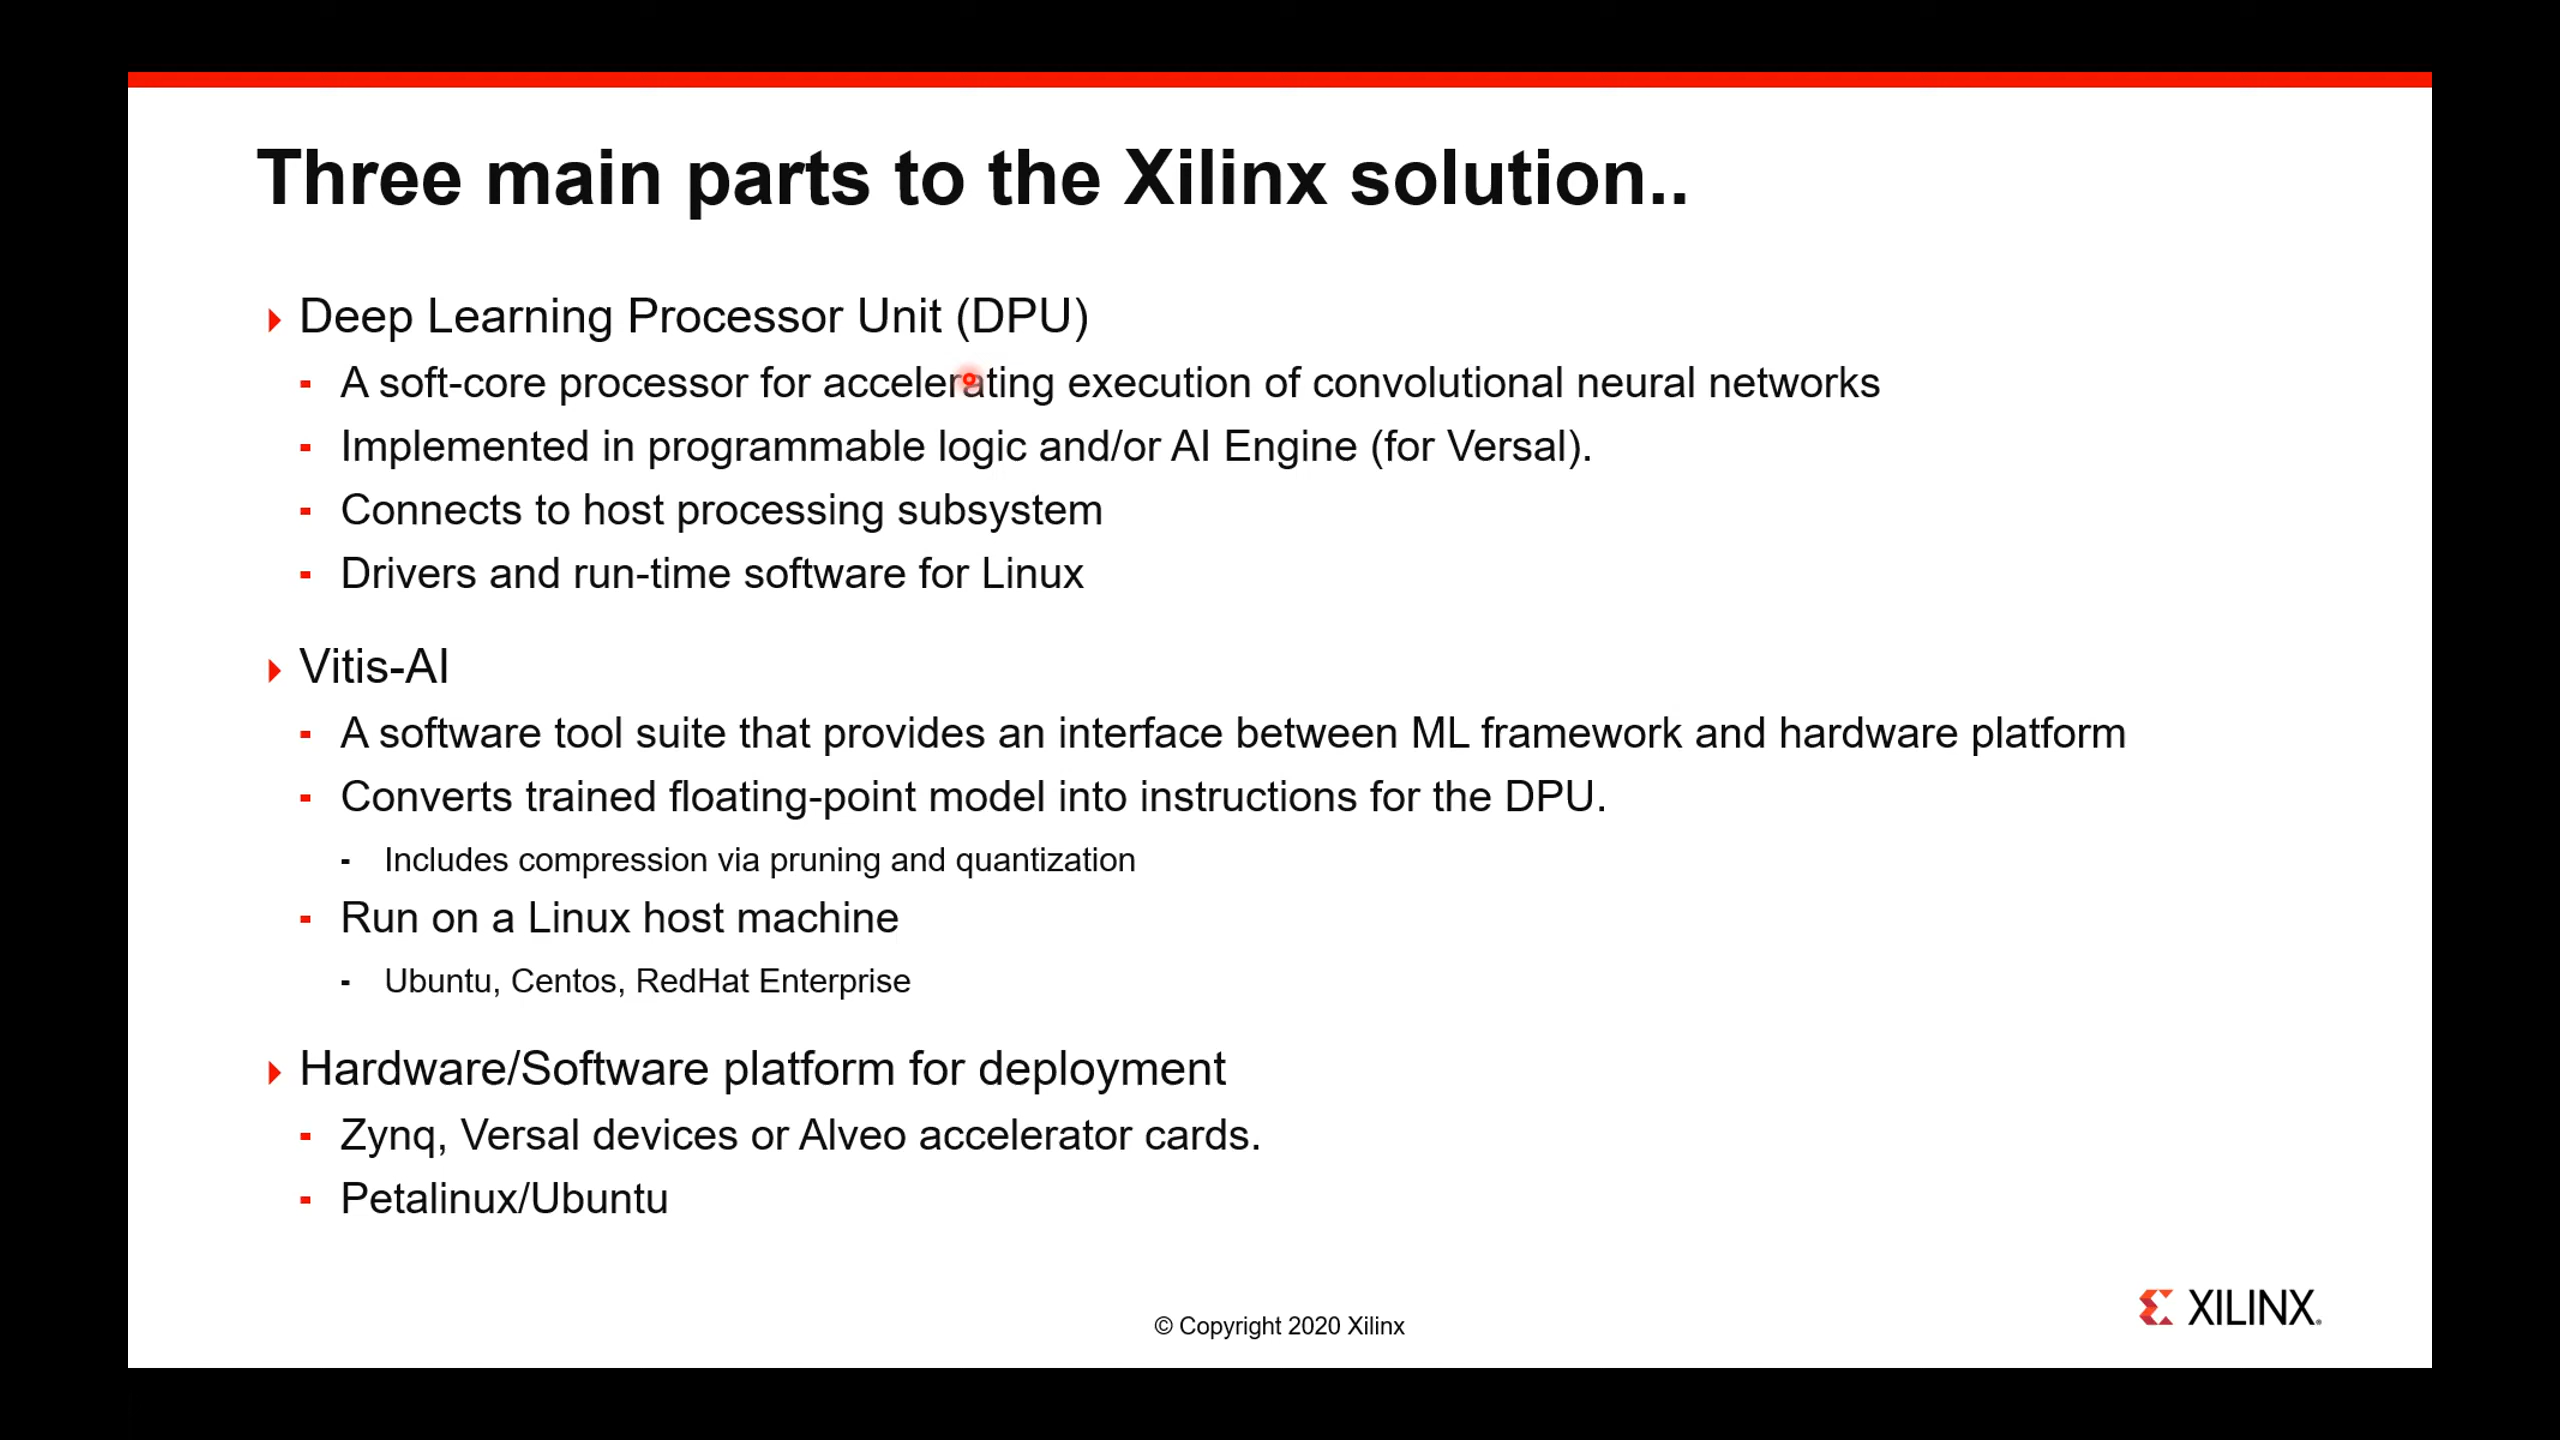 Three main parts to the Xilinx solution..
Deep Learning Processor Unit (DPU)
- A soft-core processor for accelerating execution of convolutional neural networks
- Implemented in programmable logic and/or AI Engine (for Versal).
- Connects to host processing subsystem
- Drivers and run-time software for Linux
Vitis-AI
- A software tool suite that provides an interface between ML framework and hardware platform
- Converts trained floating-point model into instructions for the DPU.
- Includes compression via pruning and quantization
- Run on a Linux host machine
- Ubuntu, Centos, RedHat Enterprise
Hardware/Software platform for deployment
- Zynq, Versal devices or Alveo accelerator cards.
- Petalinux/Ubuntu
© Copyright 2020 Xilinx
XILINX